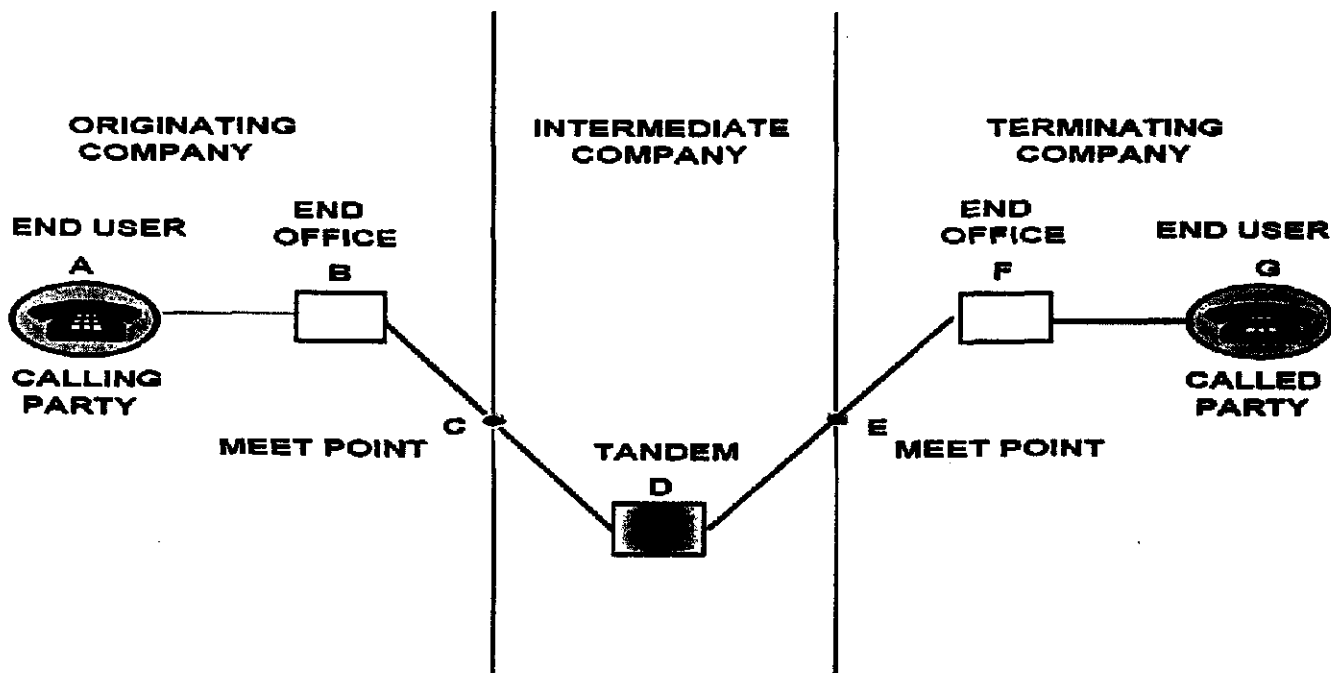 ORIGINATING
COMPANY
INTERMEDIATE
COMPANY
TERMINATING
COMPANY
END USER
A
CALLING
PARTY
END
OFFICE
B
MEET POINT
C
TANDEM
D
E
MEET POINT
END
OFFICE
F
END USER
G
CALLED
PARTY